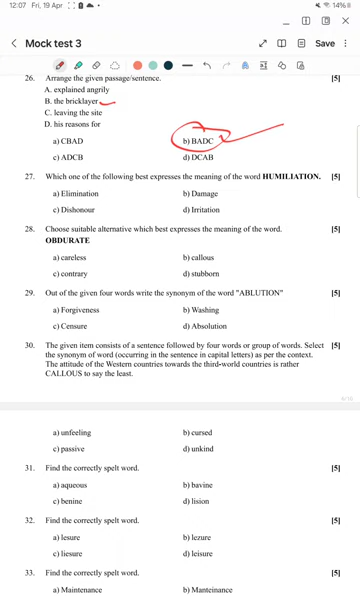 12:07 Fri, 19 Apr
14%
Mock test 3
Save
26. Arrange the given passage/sentence. [5]
A. explained angrily
B. the bricklayer
C. leaving the site
D. his reasons for
a) CBAD b) BADC
c) ADCB d) DCAB
27. Which one of the following best expresses the meaning of the word HUMILIATION. [5]
a) Elimination b) Damage
c) Dishonour d) Irritation
28. Choose suitable alternative which best expresses the meaning of the word. [5]
OBDURATE
a) careless b) callous
c) contrary d) stubborn
29. Out of the given four words write the synonym of the word "ABLUTION" [5]
a) Forgiveness b) Washing
c) Censure d) Absolution
30. The given item consists of a sentence followed by four words or group of words. Select [5]
the synonym of word (occurring in the sentence in capital letters) as per the context.
The attitude of the Western countries towards the third-world countries is rather
CALLOUS to say the least.
a) unfeeling b) cursed
c) passive d) unkind
31. Find the correctly spelt word. [5]
a) aqueous b) bavine
c) benine d) lision
32. Find the correctly spelt word. [5]
a) lesure b) lezure
c) liesure d) leisure
33. Find the correctly spelt word. [5]
a) Maintenance b) Manteinance